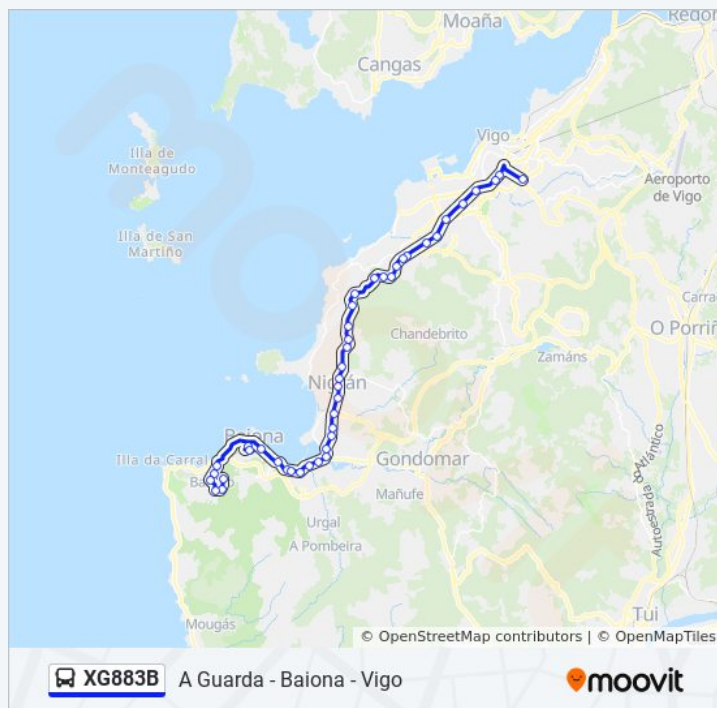 Moaña
Redon
Cangas
Vigo
Illa de
Monteagudo
Aeroporto
de Vigo
Illa de San
Martiño
Carra
Chandebrito
O Porriñ
Zamáns
Nigrán
Baiona
Illa da Carral
Ba
Gondomar
Autoestrada do Atlántico
Mañufe
Urgal
A Pombeira
Tui
Mougás
© OpenStreetMap contributors | © OpenMapTiles
XG883B
A Guarda - Baiona - Vigo
moovit